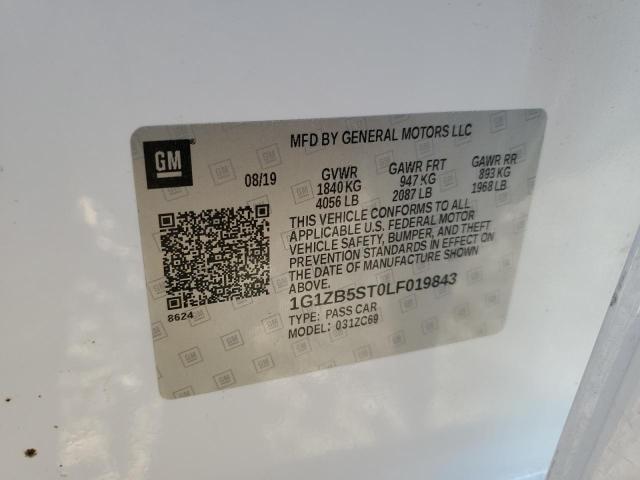 GM
MFD BY GENERAL MOTORS LLC
08/19
GVWR
1840 KG
4056 LB
GAWR FRT
947 KG
2087 LB
GAWR RR
893 KG
1968 LB
THIS VEHICLE CONFORMS TO ALL
APPLICABLE U.S. FEDERAL MOTOR
VEHICLE SAFETY, BUMPER, AND THEFT
PREVENTION STANDARDS IN EFFECT ON
THE DATE OF MANUFACTURE SHOWN
ABOVE.
1G1ZB5ST0LF019843
TYPE: PASS CAR
MODEL: 031ZC69
8624